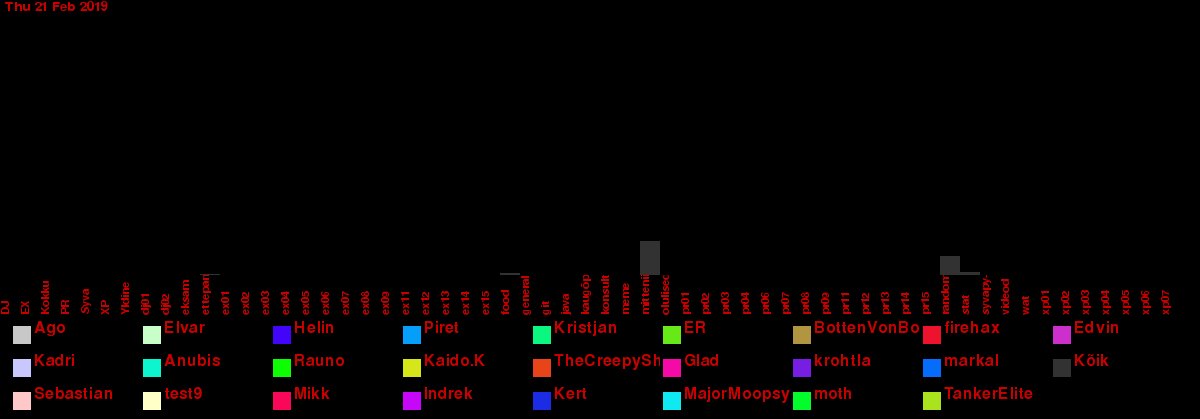 Thu 21 Feb 2019
DJ EX Kokku PR Syva XP Yldine dj01 dj02 eksam ettepan ex01 ex02 ex03 ex04 ex05 ex06 ex07 ex08 ex09 ex11 ex12 ex13 ex14 ex15 food general git java kaugõp konsult meme mitteni olulised pr01 pr02 pr03 pr04 pr06 pr07 pr08 pr09 pr11 pr12 pr13 pr14 pr15 random stat syvapy- videod wat xp01 xp02 xp03 xp04 xp05 xp06 xp07
Ago Elvar Helin Piret Kristjan ER BottenVonBo firehax Edvin
Kadri Anubis Rauno Kaido.K TheCreepySh Glad krohtla markal Kõik
Sebastian test9 Mikk Indrek Kert MajorMoopsy moth TankerElite